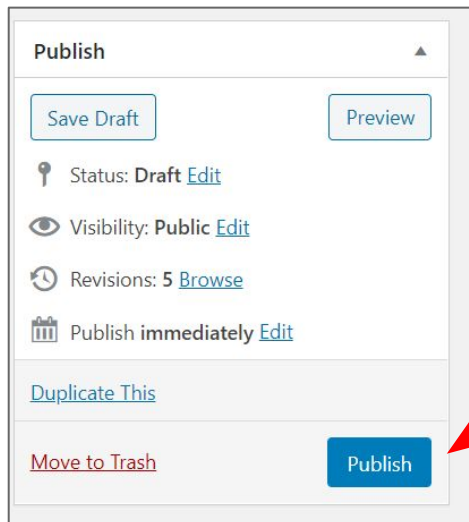 Publish
Save Draft Preview
Status: Draft Edit
Visibility: Public Edit
Revisions: 5 Browse
Publish immediately Edit
Duplicate This
Move to Trash Publish